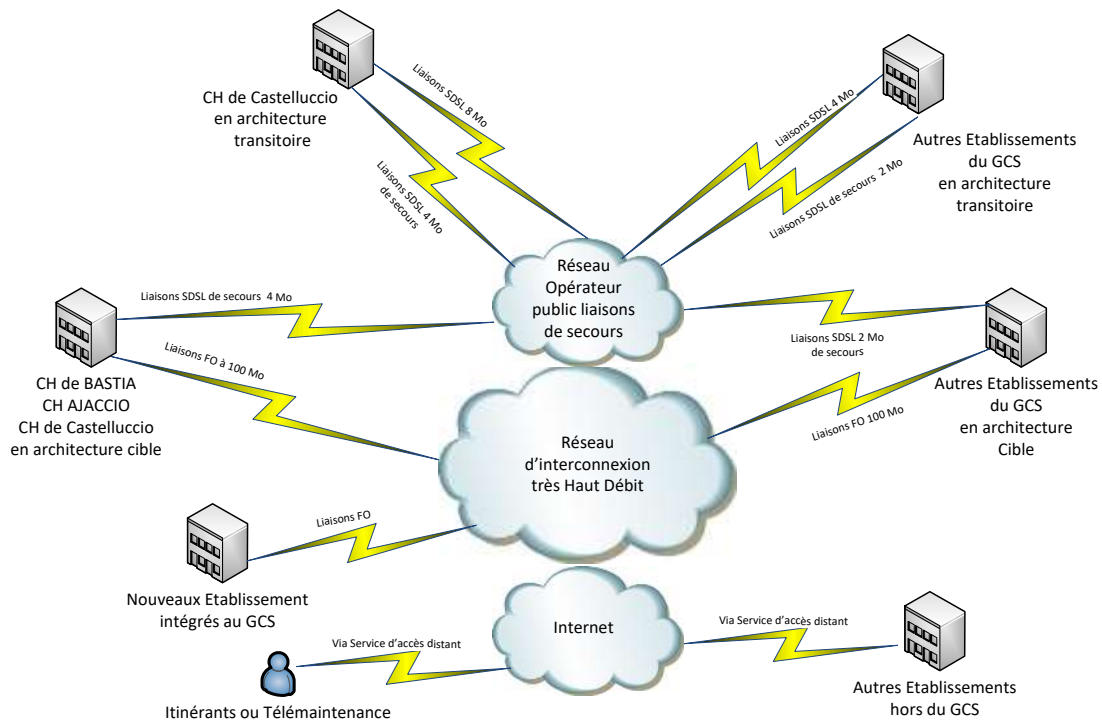 CH de Castelluccio
en architecture
transitoire
Liaisons SDSL 8 Mo
Liaisons SDSL 4 Mo
de secours
Liaisons SDSL 4 Mo
Liaisons SDSL de secours 2 Mo
Autres Etablissements
du GCS
en architecture
transitoire
Réseau
Opérateur
public liaisons
de secours
Liaisons SDSL de secours 4 Mo
Liaisons FO à 100 Mo
CH de BASTIA
CH AJACCIO
CH de Castelluccio
en architecture cible
Liaisons SDSL 2 Mo
de secours
Liaisons FO 100 Mo
Autres Etablissements
du GCS
en architecture
Cible
Réseau
d'interconnexion
très Haut Débit
Liaisons FO
Nouveaux Etablissement
intégrés au GCS
Internet
Via Service d'accès distant
Via Service d'accès distant
Itinérants ou Télémaintenance
Autres Etablissements
hors du GCS